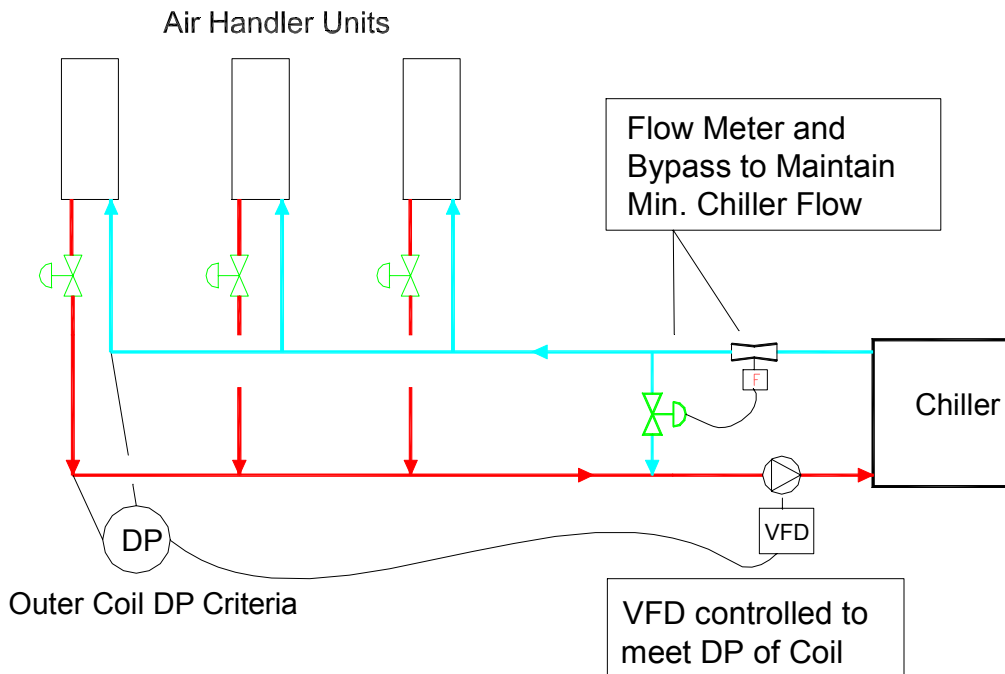 Air Handler Units
Flow Meter and
Bypass to Maintain
Min. Chiller Flow
F
Chiller
DP
VFD
Outer Coil DP Criteria
VFD controlled to
meet DP of Coil